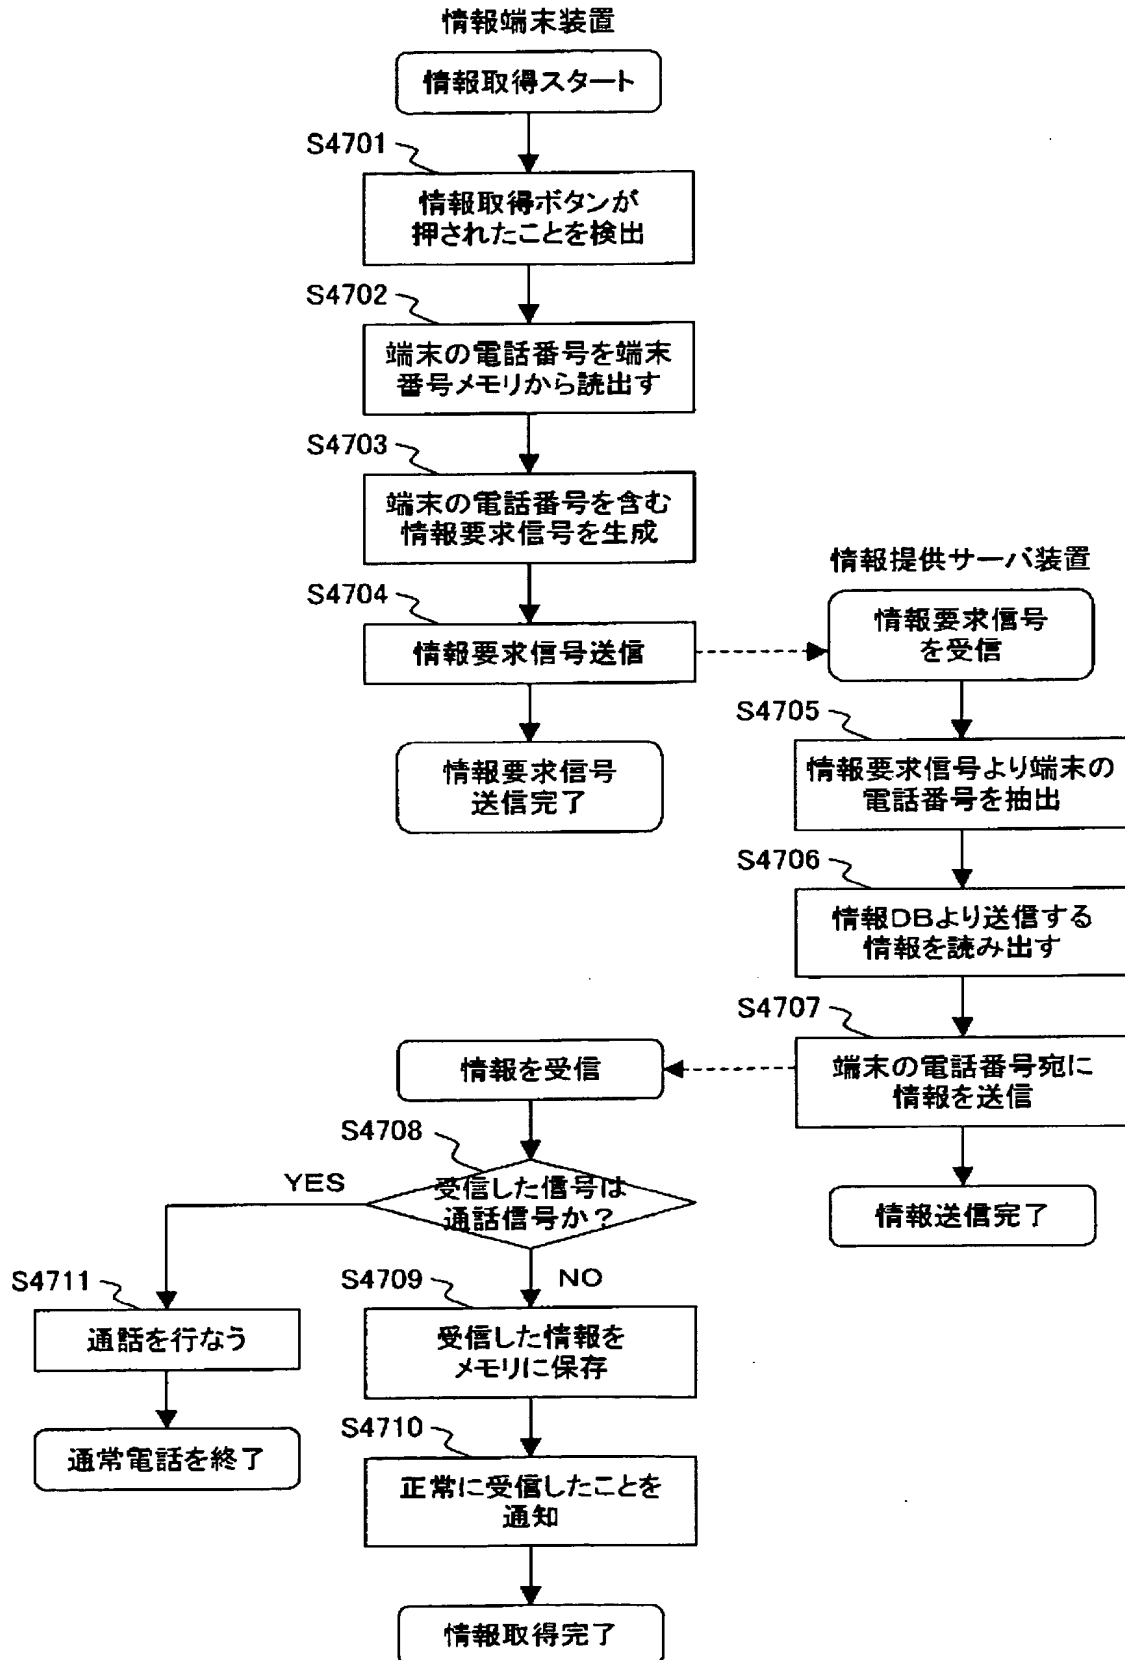 情報端末装置
情報取得スタート
S4701
情報取得ボタンが
押されたことを検出
S4702
端末の電話番号を端末
番号メモリから読出す
S4703
端末の電話番号を含む
情報要求信号を生成
S4704
情報要求信号送信
情報要求信号
送信完了
情報提供サーバ装置
情報要求信号
を受信
S4705
情報要求信号より端末の
電話番号を抽出
S4706
情報DBより送信する
情報を読み出す
S4707
端末の電話番号宛に
情報を送信
情報送信完了
情報を受信
S4708
受信した信号は
通話信号か?
YES
NO
S4711
通話を行なう
通常電話を終了
S4709
受信した情報を
メモリに保存
S4710
正常に受信したことを
通知
情報取得完了